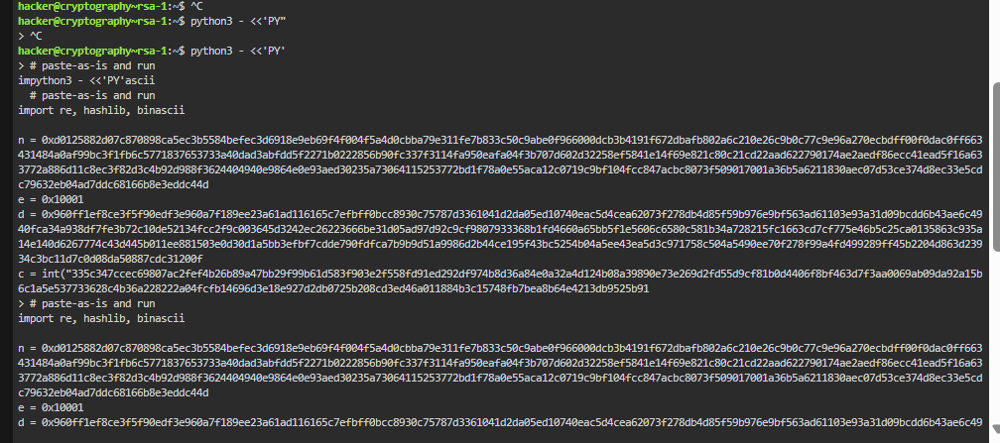 hacker@cryptography~rsa-1:~$ ^C
hacker@cryptography~rsa-1:~$ python3 - <<'PY”
> ^C
hacker@cryptography~rsa-1:~$ python3 - <<'PY'
> # paste-as-is and run
impython3 - <<'PY'ascii
  # paste-as-is and run
import re, hashlib, binascii
n = 0xd0125882d07c870898ca5ec3b5584befec3d6918e9eb69f4f004f5a4d0cbba79e311fe7b833c50c9abe0f966000dcb3b4191f672dbafb802a6c210e26c9b0c77c9e96a270ecbdff00f0dac0ff663
431484a0af99bc3f1fb6c5771837653733a40dad3abfdd5f2271b0222856b90fc337f3114fa950eafa04f3b707d602d32258ef5841e14f69e821c80c21cd22aad622790174ae2aedf86ecc41ead5f16a63
3772a886d11c8ec3f82d3c4b92d988f3624404940e9864e0e93aed30235a73064115253772bd1f78a0e55aca12c0719c9bf104fcc847acbc8073f509017001a36b5a6211830aec07d53ce374d8ec33e5cd
c79632eb04ad7ddc68166b8e3eddc44d
e = 0x10001
d = 0x960ff1ef8ce3f5f90edf3e960a7f189ee23a61ad116165c7efbff0bcc8930c75787d3361041d2da05ed10740eac5d4cea62073f278db4d85f59b976e9bf563ad61103e93a31d09bcdd6b43ae6c49
40fca34a938df7fe3b72c10de52134fcc2f9c003645d3242ec26223666be31d05ad97d92c9cf9807933368b1fd4660a65bb5f1e5606c6580c581b34a728215fc1663cd7cf775e46b5c25ca0135863c935a
14e140d6267774c43d445b011ee881503e0d30d1a5bb3efbf7cdde790fdfca7b9b9d51a9986d2b44ce195f43bc5254b04a5ee43ea5d3c971758c504a5490ee70f278f99a4fd499289ff45b2204d863d239
34c3bc11d7c0d08da50887cdc31200f
c = int("335c347ccec69807ac2fef4b26b89a47bb29f99b61d583f903e2f558fd91ed292df974b8d36a84e0a32a4d124b08a39890e73e269d2fd55d9cf81b0d4406f8bf463d7f3aa0069ab09da92a15b
6c1a5e537733628c4b36a228222a04fcfb14696d3e18e927d2db0725b208cd3ed46a011884b3c15748fb7bea8b64e4213db9525b91
> # paste-as-is and run
import re, hashlib, binascii
n = 0xd0125882d07c870898ca5ec3b5584befec3d6918e9eb69f4f004f5a4d0cbba79e311fe7b833c50c9abe0f966000dcb3b4191f672dbafb802a6c210e26c9b0c77c9e96a270ecbdff00f0dac0ff663
431484a0af99bc3f1fb6c5771837653733a40dad3abfdd5f2271b0222856b90fc337f3114fa950eafa04f3b707d602d32258ef5841e14f69e821c80c21cd22aad622790174ae2aedf86ecc41ead5f16a63
3772a886d11c8ec3f82d3c4b92d988f3624404940e9864e0e93aed30235a73064115253772bd1f78a0e55aca12c0719c9bf104fcc847acbc8073f509017001a36b5a6211830aec07d53ce374d8ec33e5cd
c79632eb04ad7ddc68166b8e3eddc44d
e = 0x10001
d = 0x960ff1ef8ce3f5f90edf3e960a7f189ee23a61ad116165c7efbff0bcc8930c75787d3361041d2da05ed10740eac5d4cea62073f278db4d85f59b976e9bf563ad61103e93a31d09bcdd6b43ae6c49